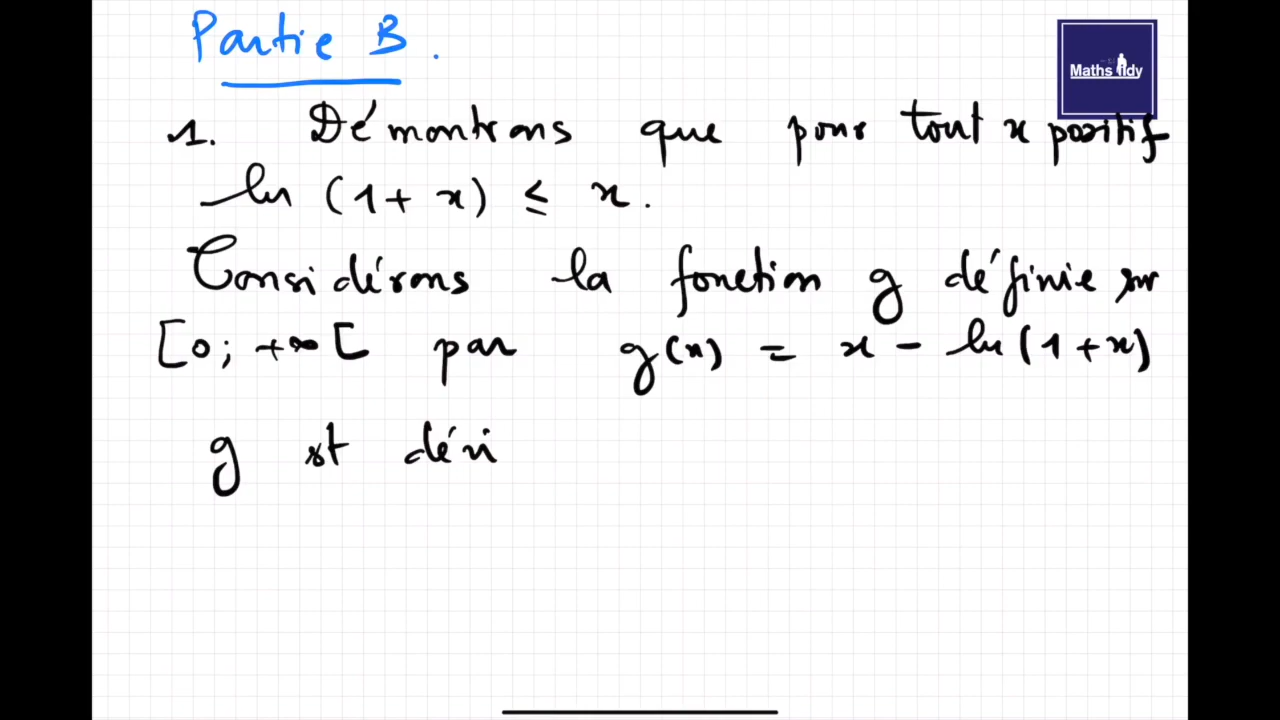 Partie B.
Maths Idy
1. Démontrons que pour tout x positif
ln (1 + x) ≤ x.
Considérons la fonction g définie sur
[0; +∞ [ par g(x) = x - ln(1+x)
g est déri